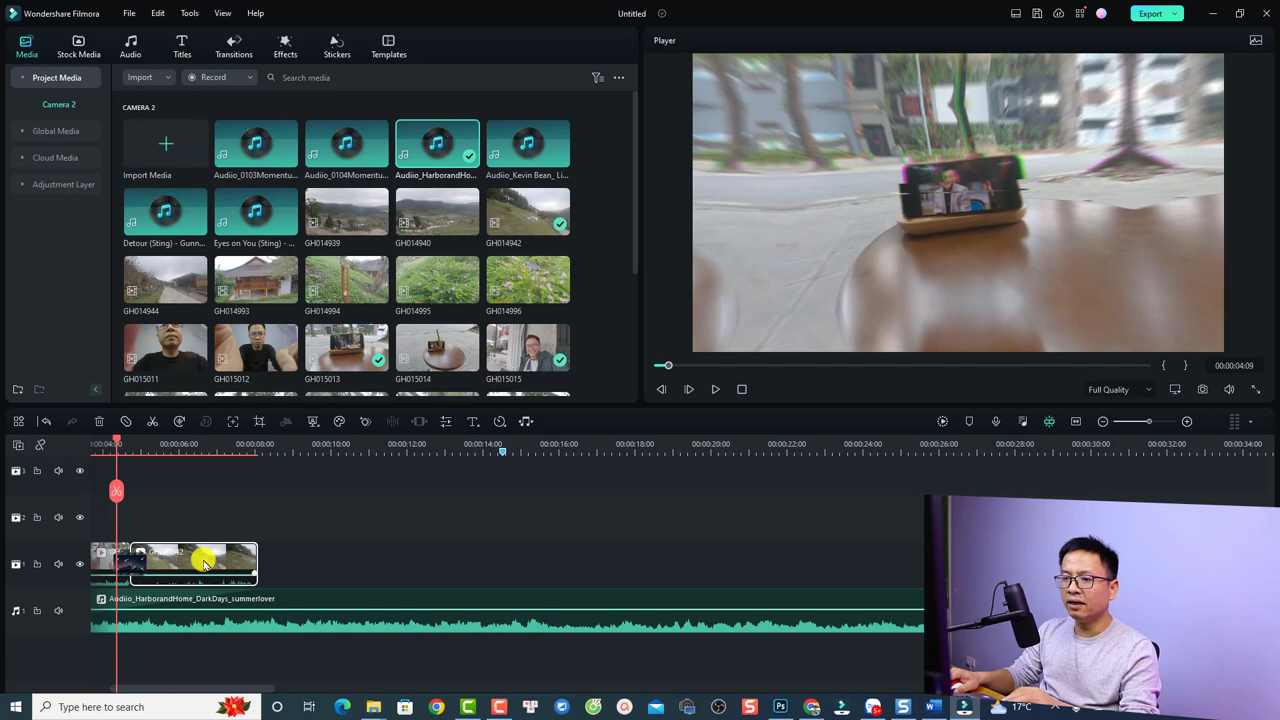 Wondershare Filmora File Edit Tools View Help Untitled Export
Media Stock Media Audio Titles Transitions Effects Stickers Templates
Player
Project Media
Import Record Search media
Camera 2
Global Media
Cloud Media
Adjustment Layer
CAMERA 2
Import Media Audiio_0103Momentu... Audiio_0104Momentu... Audiio_HarborandHo... Audiio_Kevin Bean_ Li...
Detour (Sting) - Gunn... Eyes on You (Sting) - ... GH014939 GH014940 GH014942
GH014944 GH014993 GH014994 GH014995 GH014996
GH015011 GH015012 GH015013 GH015014 GH015015
00:00:04:09
Full Quality
00:00:06:00 00:00:08:00 00:00:10:00 00:00:12:00 00:00:14:00 00:00:16:00 00:00:18:00 00:00:20:00 00:00:22:00 00:00:24:00 00:00:26:00 00:00:28:00 00:00:30:00 00:00:32:00 00:00:34:00
3
2
1
Audiio_HarborandHome_DarkDays_summerlover
1
Type here to search
17°C